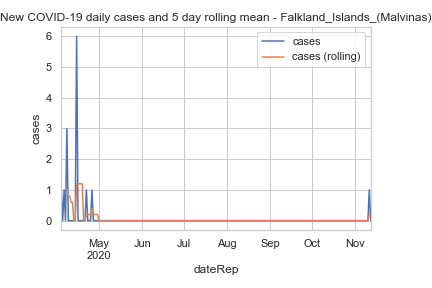 New COVID-19 daily cases and 5 day rolling mean - Falkland_Islands_(Malvinas)
cases
cases (rolling)
6
5
4
3
2
1
0
cases
May
2020
Jun
Jul
Aug
Sep
Oct
Nov
dateRep